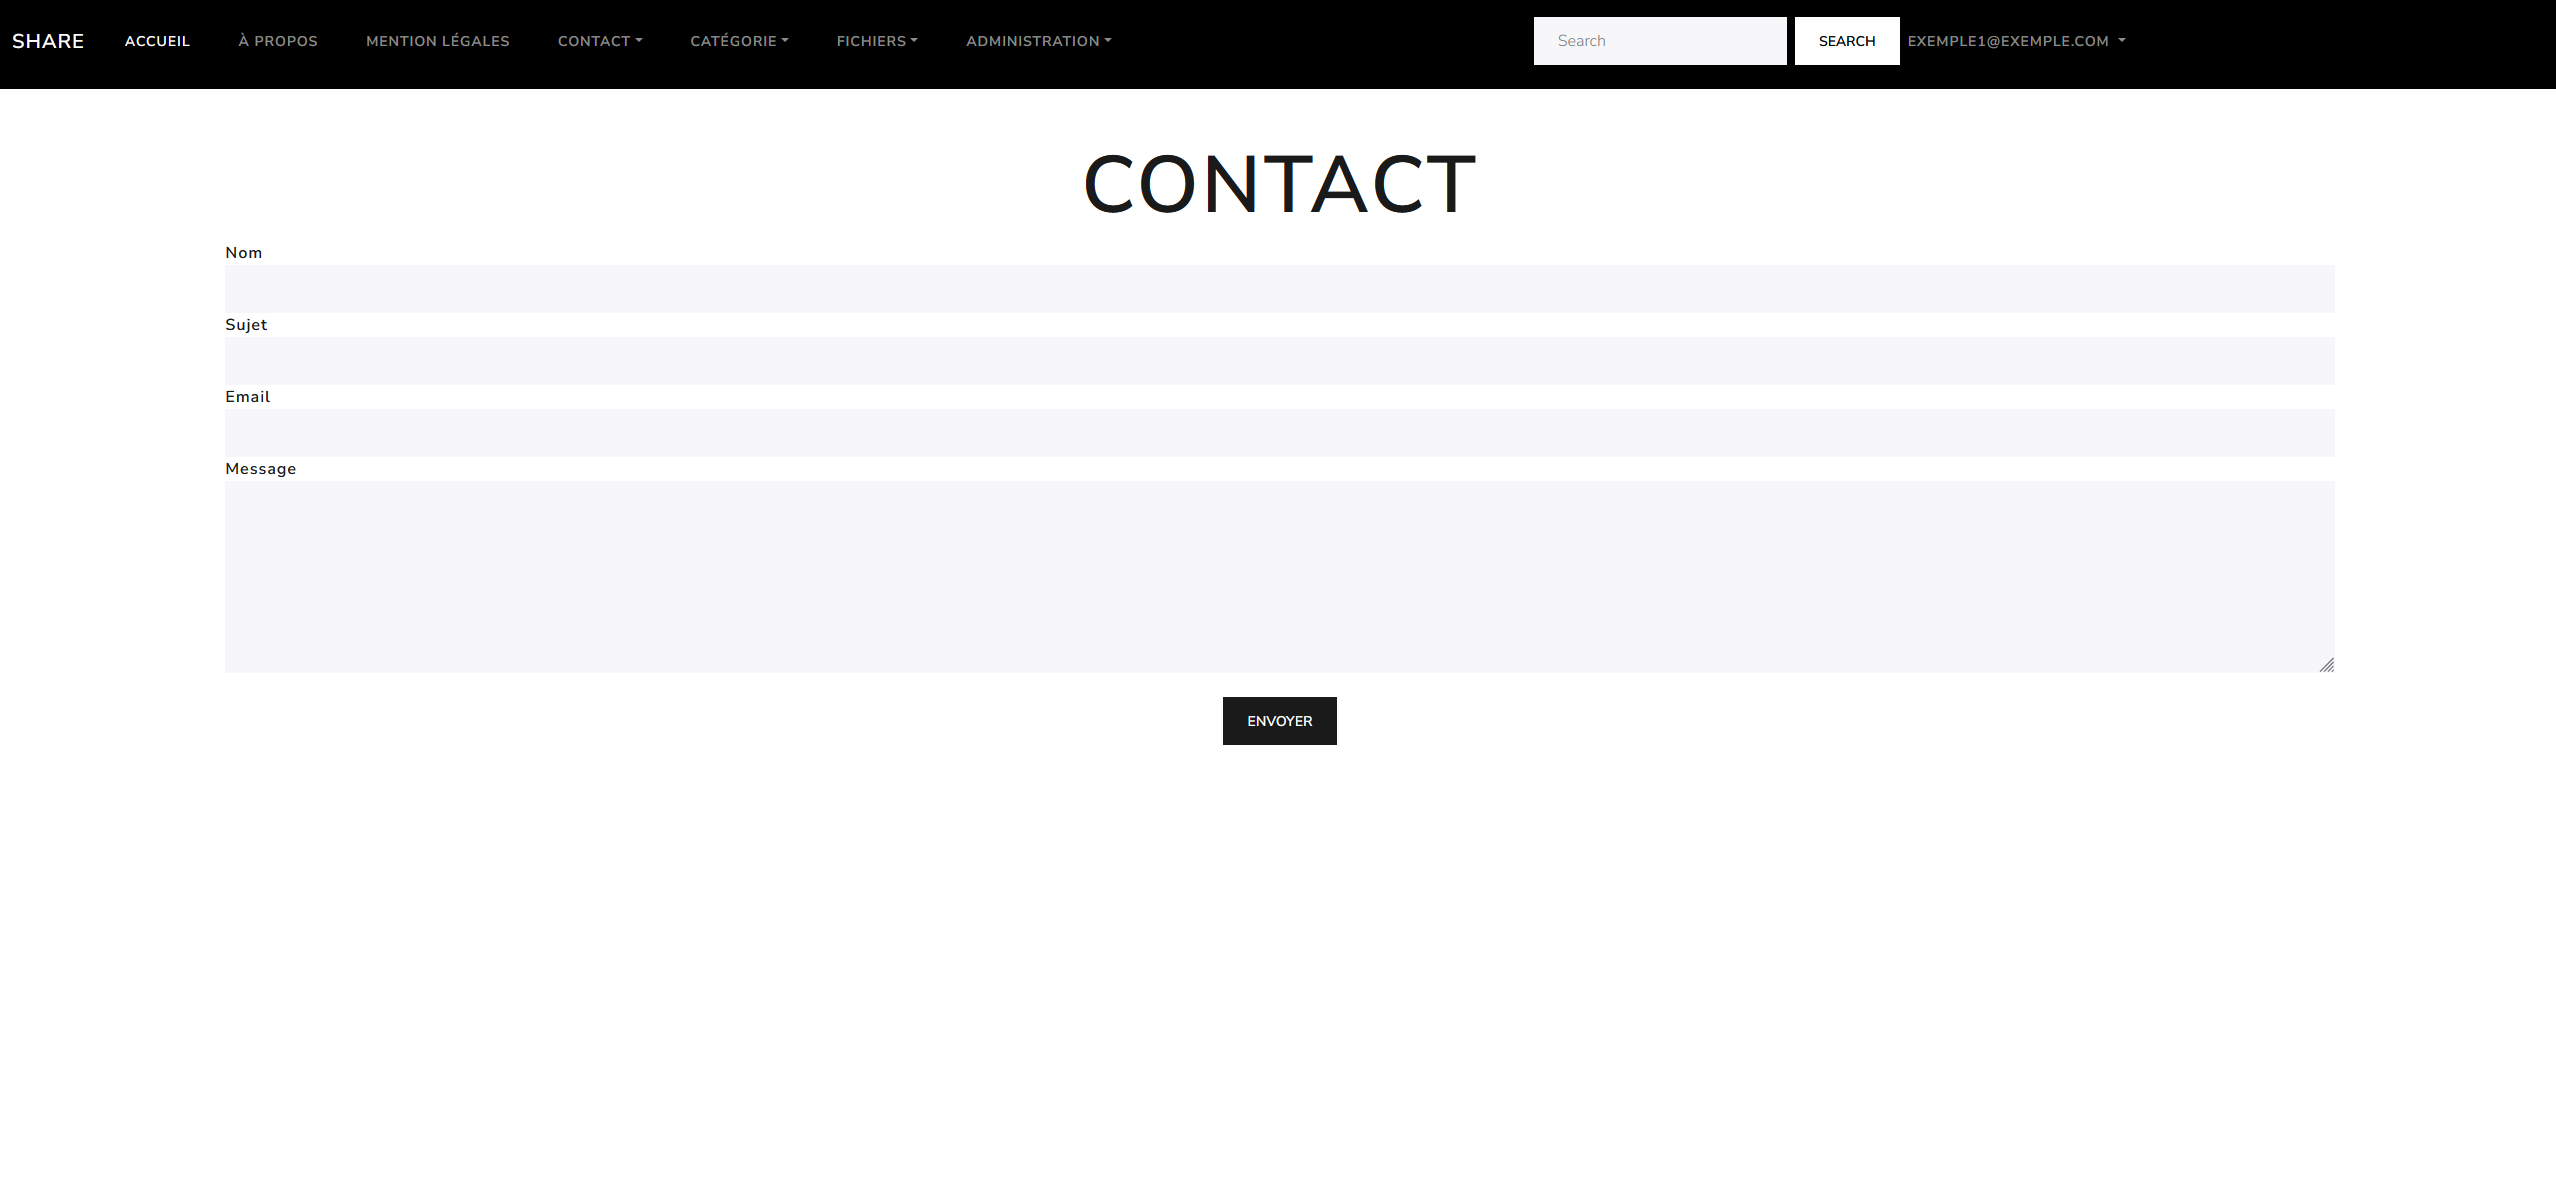 SHARE ACCUEIL À PROPOS MENTION LÉGALES CONTACT CATÉGORIE FICHIERS ADMINISTRATION Search SEARCH EXEMPLE1@EXEMPLE.COM
CONTACT
Nom
Sujet
Email
Message
ENVOYER